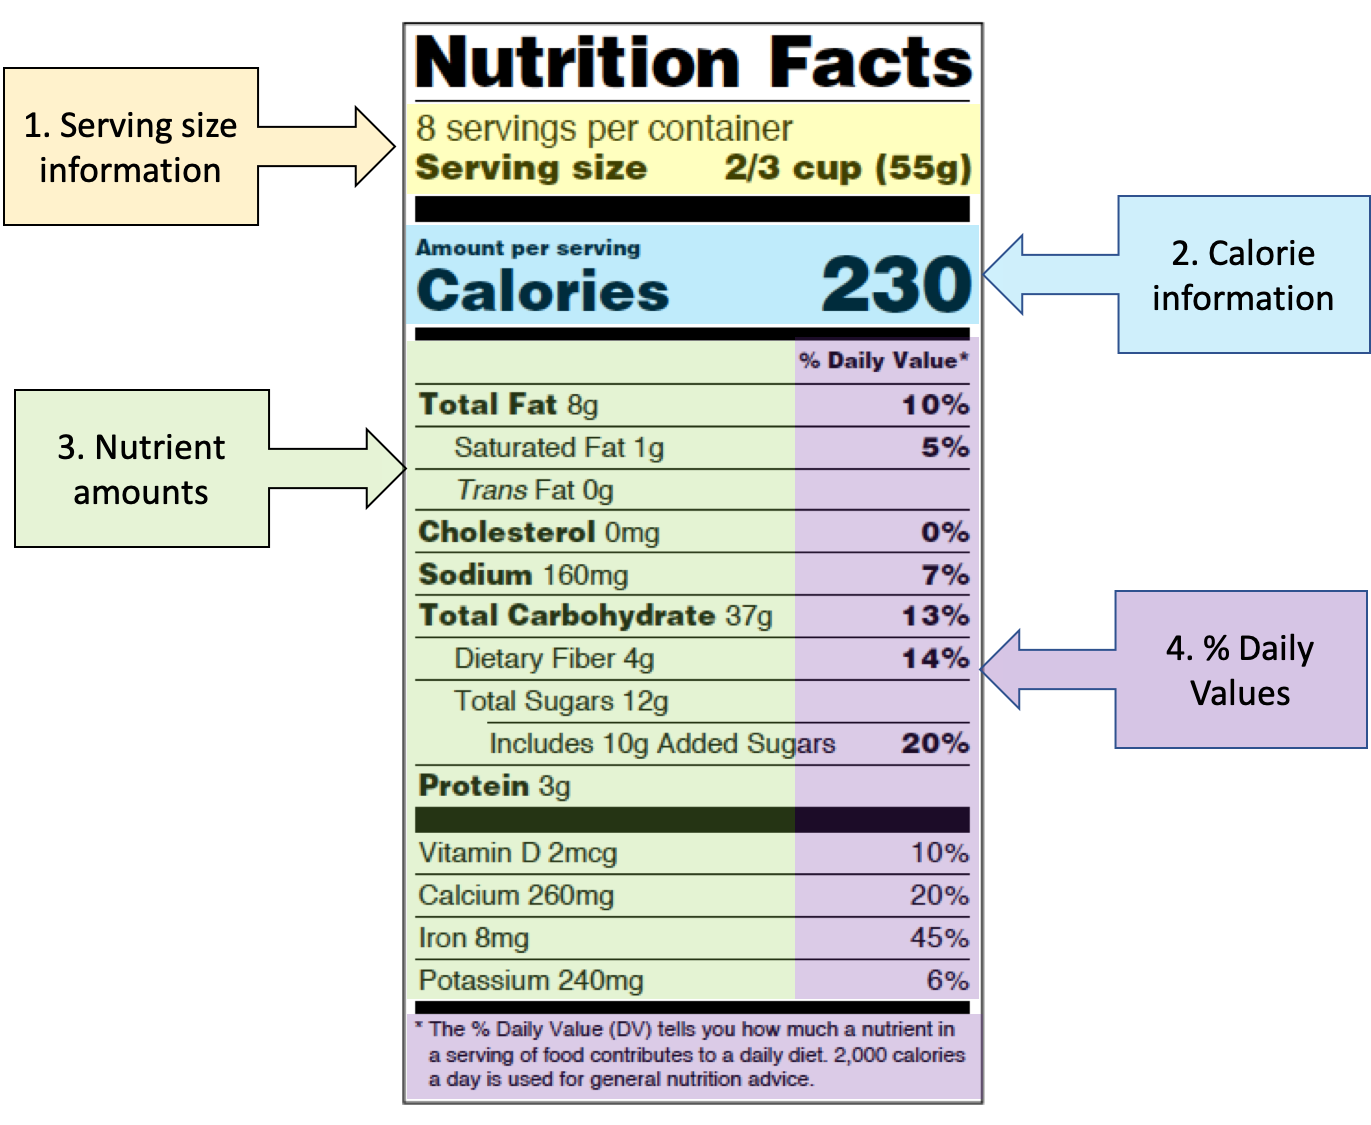 Nutrition Facts
1. Serving size
information
8 servings per container
Serving size 2/3 cup (55g)
Amount per serving
Calories 230
2. Calorie
information
% Daily Value*
Total Fat 8g 10%
Saturated Fat 1g 5%
Trans Fat 0g
3. Nutrient
amounts
Cholesterol 0mg 0%
Sodium 160mg 7%
Total Carbohydrate 37g 13%
Dietary Fiber 4g 14%
Total Sugars 12g
Includes 10g Added Sugars 20%
Protein 3g
4. % Daily
Values
Vitamin D 2mcg 10%
Calcium 260mg 20%
Iron 8mg 45%
Potassium 240mg 6%
* The % Daily Value (DV) tells you how much a nutrient in
a serving of food contributes to a daily diet. 2,000 calories
a day is used for general nutrition advice.